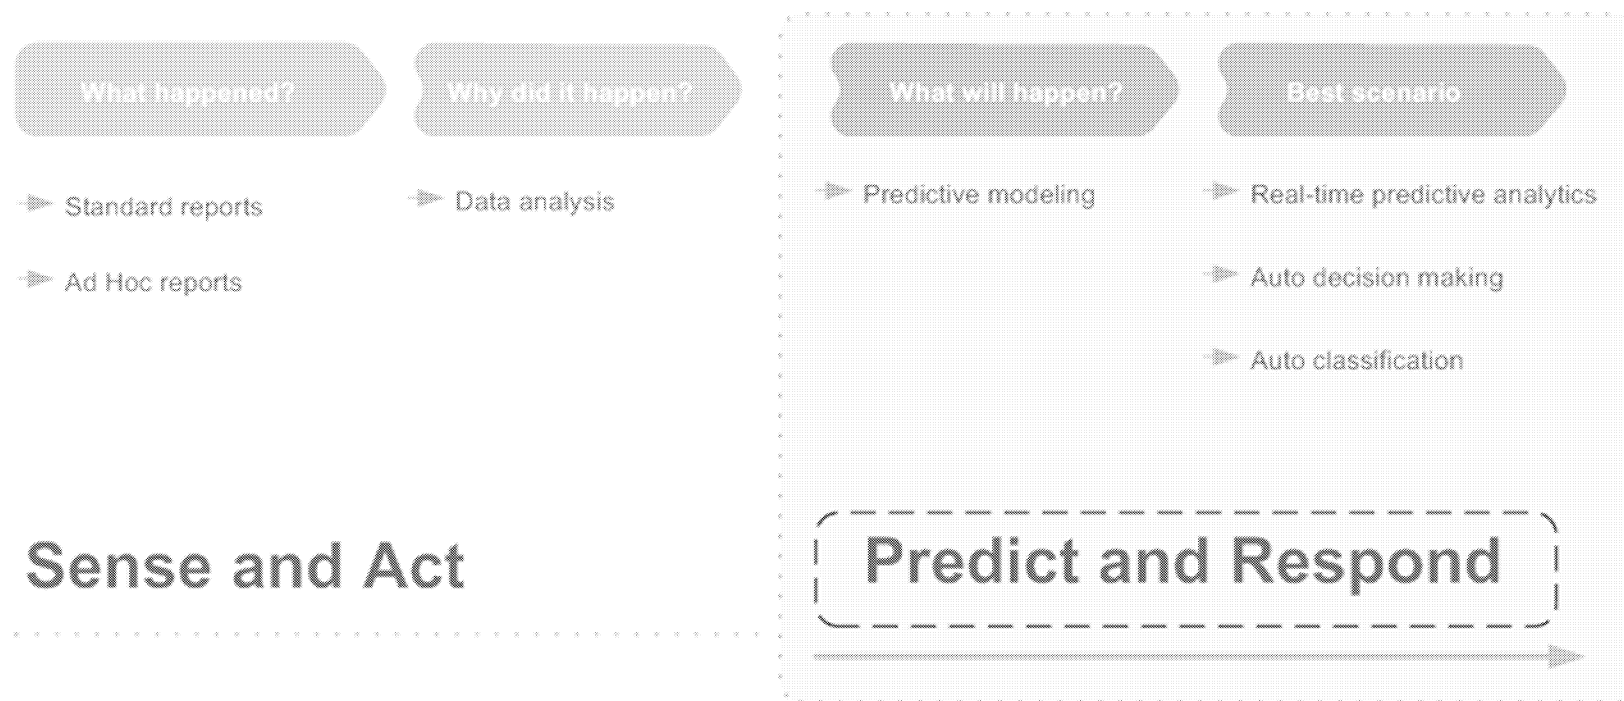 What happened?
Why did it happen?
What will happen?
Best scenario
Standard reports
Ad Hoc reports
Data analysis
Predictive modeling
Real-time predictive analytics
Auto decision making
Auto classification
Sense and Act
Predict and Respond